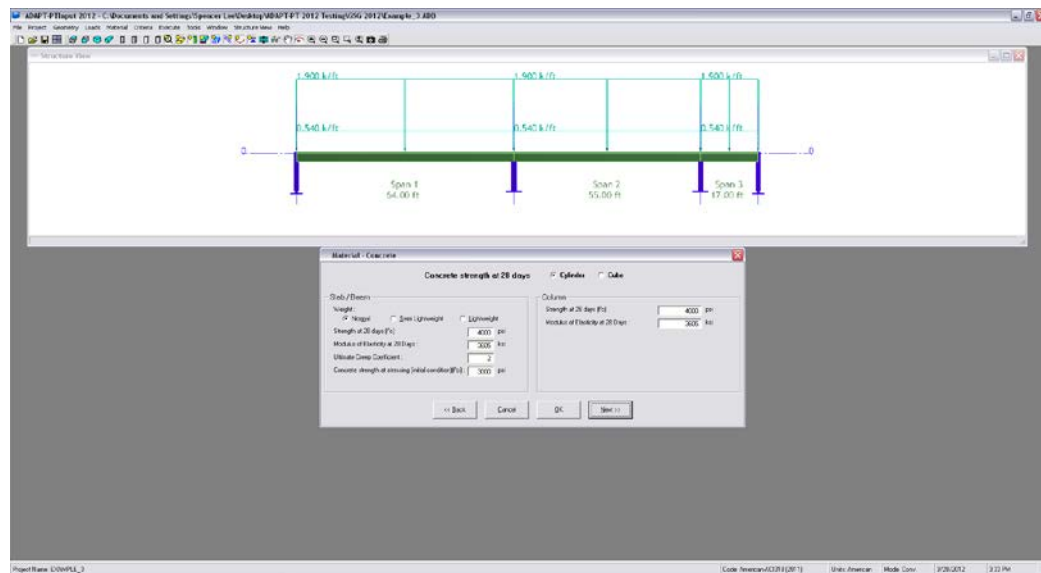 ADAPT-PTInput 2012 - C:\Documents and Settings\Spencer Lee\Desktop\ADAPT-PT 2012 Testing\GSG 2012\Example_3.ADB
File Project Geometry Loads Material Criteria Execute Tools Window Structure View Help
Structure View
1.900 k/ft 1.900 k/ft 1.500 k/ft
0.540 k/ft 0.540 k/ft 0.540 k/ft
0 0
Span 1 Span 2 Span 3
64.00 ft 55.00 ft 17.00 ft
Material - Concrete
Concrete strength at 28 days Cylinder Cube
Slab/Beam Column
Weight:
Normal Semi Lightweight Lightweight
Strength at 28 days (f'c): 4000 psi
Modulus of Elasticity at 28 Days: 3605 ksi
Ultimate Creep Coefficient: 2
Concrete strength at stressing (initial condition)(f'ci): 3000 psi
Strength at 28 days (f'c): 4000 psi
Modulus of Elasticity at 28 Days: 3605 ksi
<< Back Cancel OK Next >>
Project Name: EXAMPLE_3 Code: American-ACI318 (2011) Units: American Mode: Conv 3:33 PM